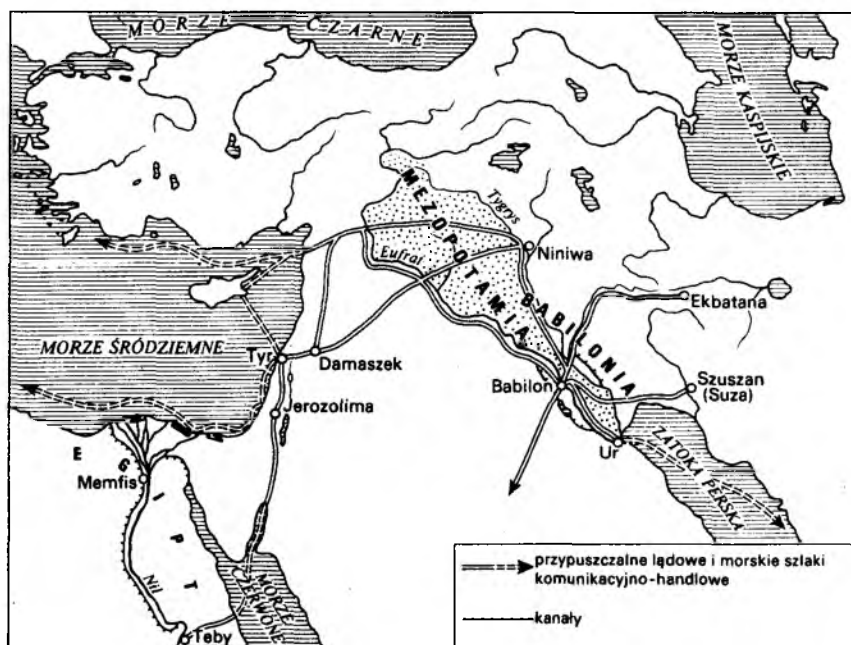 MORZE CZARNE
MORZE KASPIJSKIE
MEZOPOTAMIA
Tygrys
Eufrat
Niniwa
BABILONIA
Ekbatana
MORZE ŚRÓDZIEMNE
Tyr
Damaszek
Babilon
Szuszan
(Suza)
Jerozolima
Ur
ZATOKA PERSKA
EGIPT
Memfis
Nil
MORZE
CZERWONE
Teby
przypuszczalne lądowe i morskie szlaki
komunikacyjno-handlowe
kanały